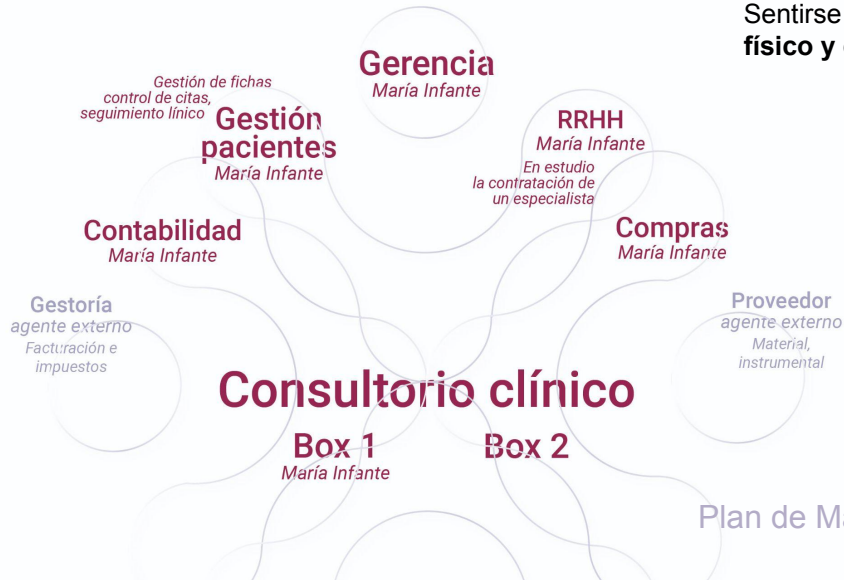 Sentirse
físico y
Gerencia
María Infante
Gestión de fichas
control de citas,
seguimiento línico
Gestión
pacientes
María Infante
RRHH
María Infante
En estudio
la contratación de
un especialista
Contabilidad
María Infante
Compras
María Infante
Gestoría
agente externo
Facturación e
impuestos
Proveedor
agente externo
Material,
instrumental
Consultorio clínico
Box 1
María Infante
Box 2
Plan de Ma